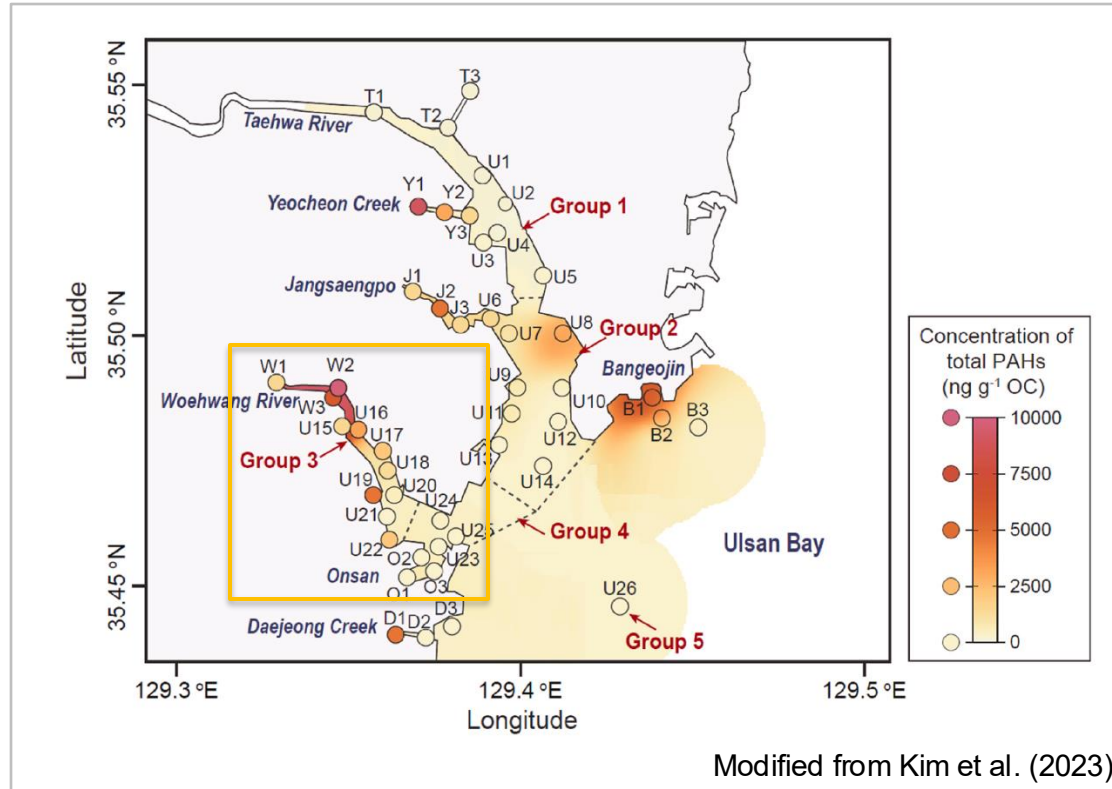 35.55 °N
35.50 °N
35.45 °N
Latitude
129.3 °E
129.4 °E
129.5 °E
Longitude
Taehwa River
T1
T2
T3
U1
U2
Yeocheon Creek
Y1
Y2
Y3
Group 1
U4
U3
U5
Jangsaengpo
J1
J2
J3
U6
U7
U8
Group 2
Bangeojin
W1
W2
Woehwang River
W3
U15
U16
U17
Group 3
U18
U19
U20
U21
U22
U24
U25
U23
U9
U10
U11
U12
U13
U14
B1
B2
B3
Group 4
Ulsan Bay
O2
Onsan
O1
O3
U26
Group 5
Daejeong Creek
D1
D2
D3
Concentration of
total PAHs
(ng g⁻¹ OC)
10000
7500
5000
2500
0
Modified from Kim et al. (2023)